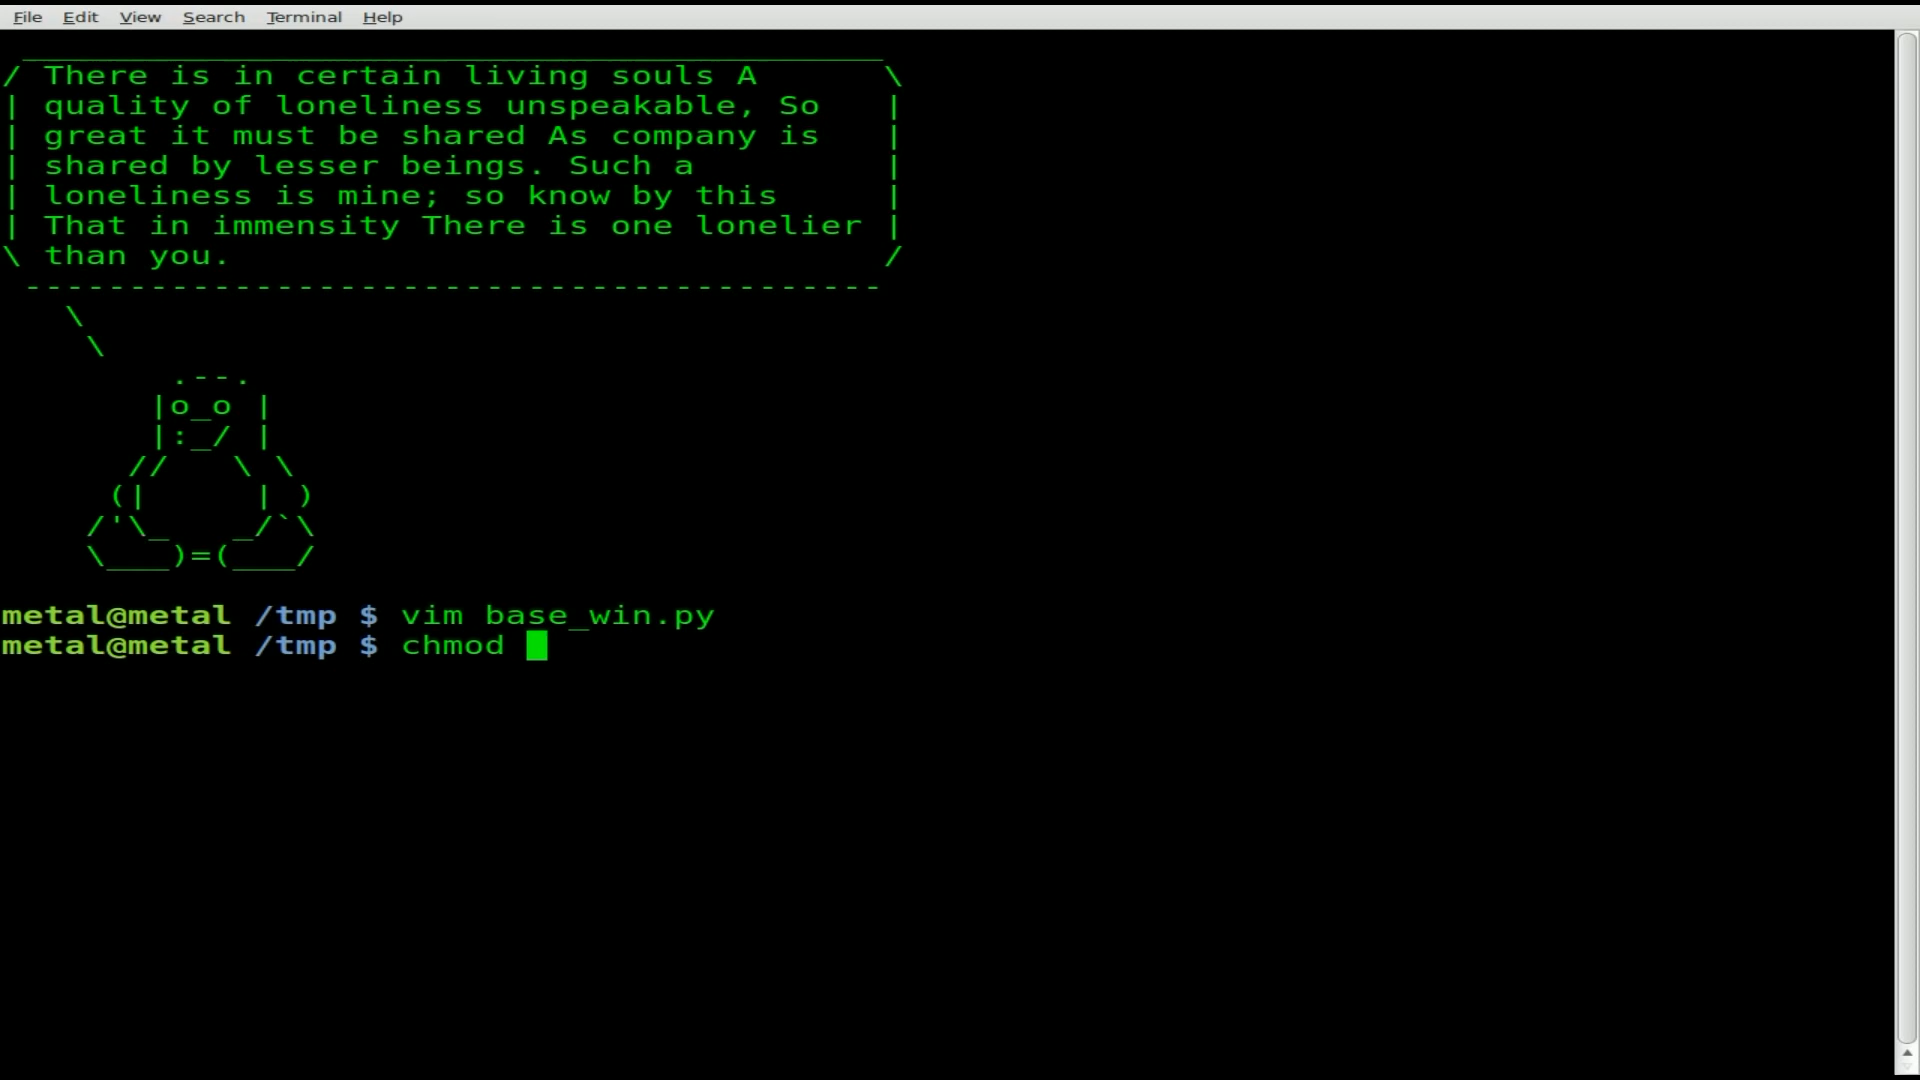 File Edit View Search Terminal Help
 _________________________________________
/ There is in certain living souls A      \
| quality of loneliness unspeakable, So   |
| great it must be shared As company is   |
| shared by lesser beings. Such a         |
| loneliness is mine; so know by this     |
| That in immensity There is one lonelier |
\ than you.                               /
 -----------------------------------------
   \
    \
        .--.
       |o_o |
       |:_/ |
      //   \ \
     (|     | )
    /'\_   _/`\
    \___)=(___/
metal@metal /tmp $ vim base_win.py
metal@metal /tmp $ chmod